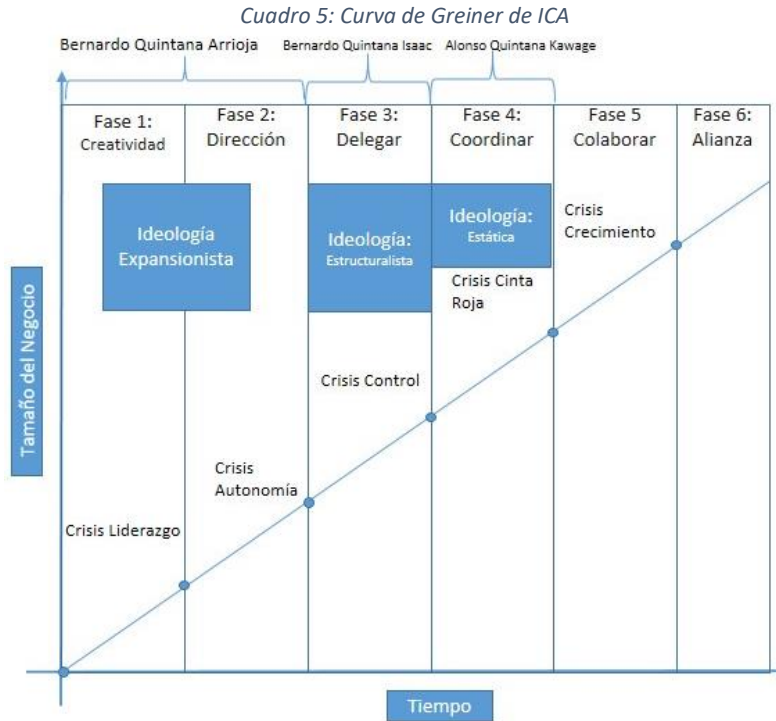 Cuadro 5: Curva de Greiner de ICA
Bernardo Quintana Arrioja
Bernardo Quintana Isaac
Alonso Quintana Kawage
Fase 1:
Creatividad
Fase 2:
Dirección
Fase 3:
Delegar
Fase 4:
Coordinar
Fase 5
Colaborar
Fase 6:
Alianza
Ideología
Expansionista
Ideología:
Estructuralista
Ideología:
Estática
Crisis
Crecimiento
Crisis Cinta
Roja
Crisis Control
Crisis
Autonomía
Crisis Liderazgo
Tamaño del Negocio
Tiempo